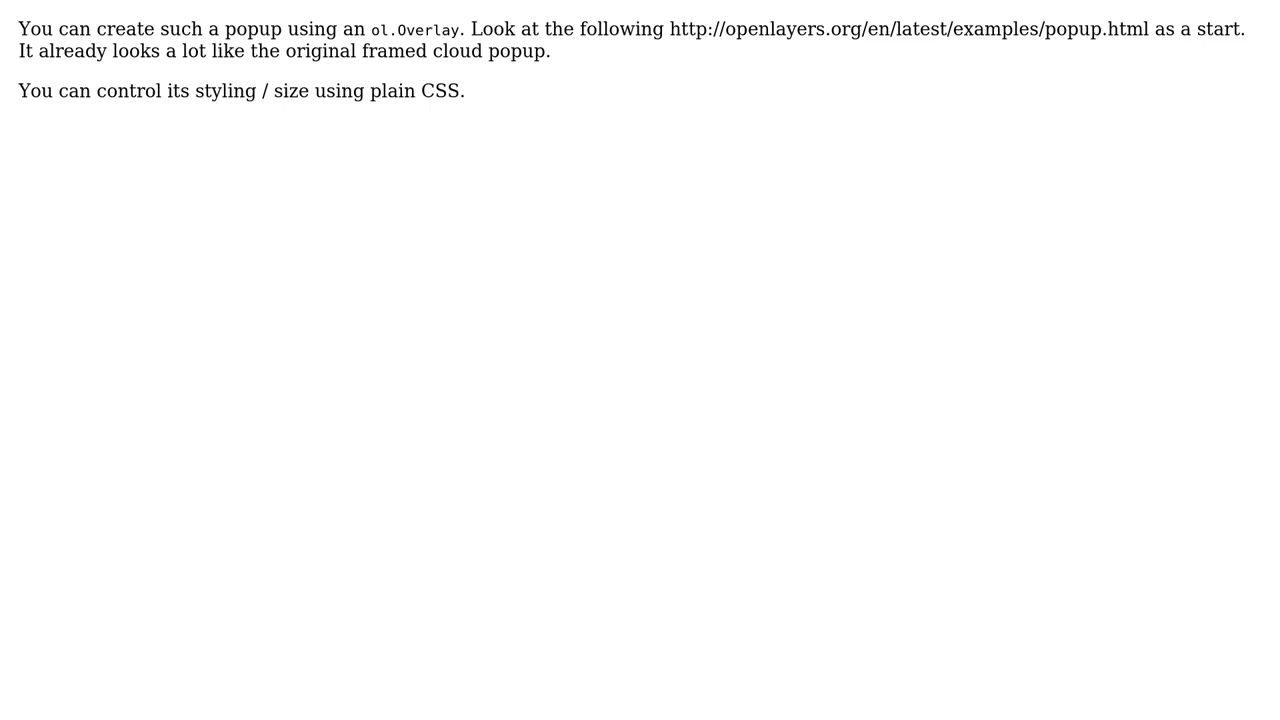 You can create such a popup using an ol.Overlay. Look at the following http://openlayers.org/en/latest/examples/popup.html as a start.
It already looks a lot like the original framed cloud popup.
You can control its styling / size using plain CSS.